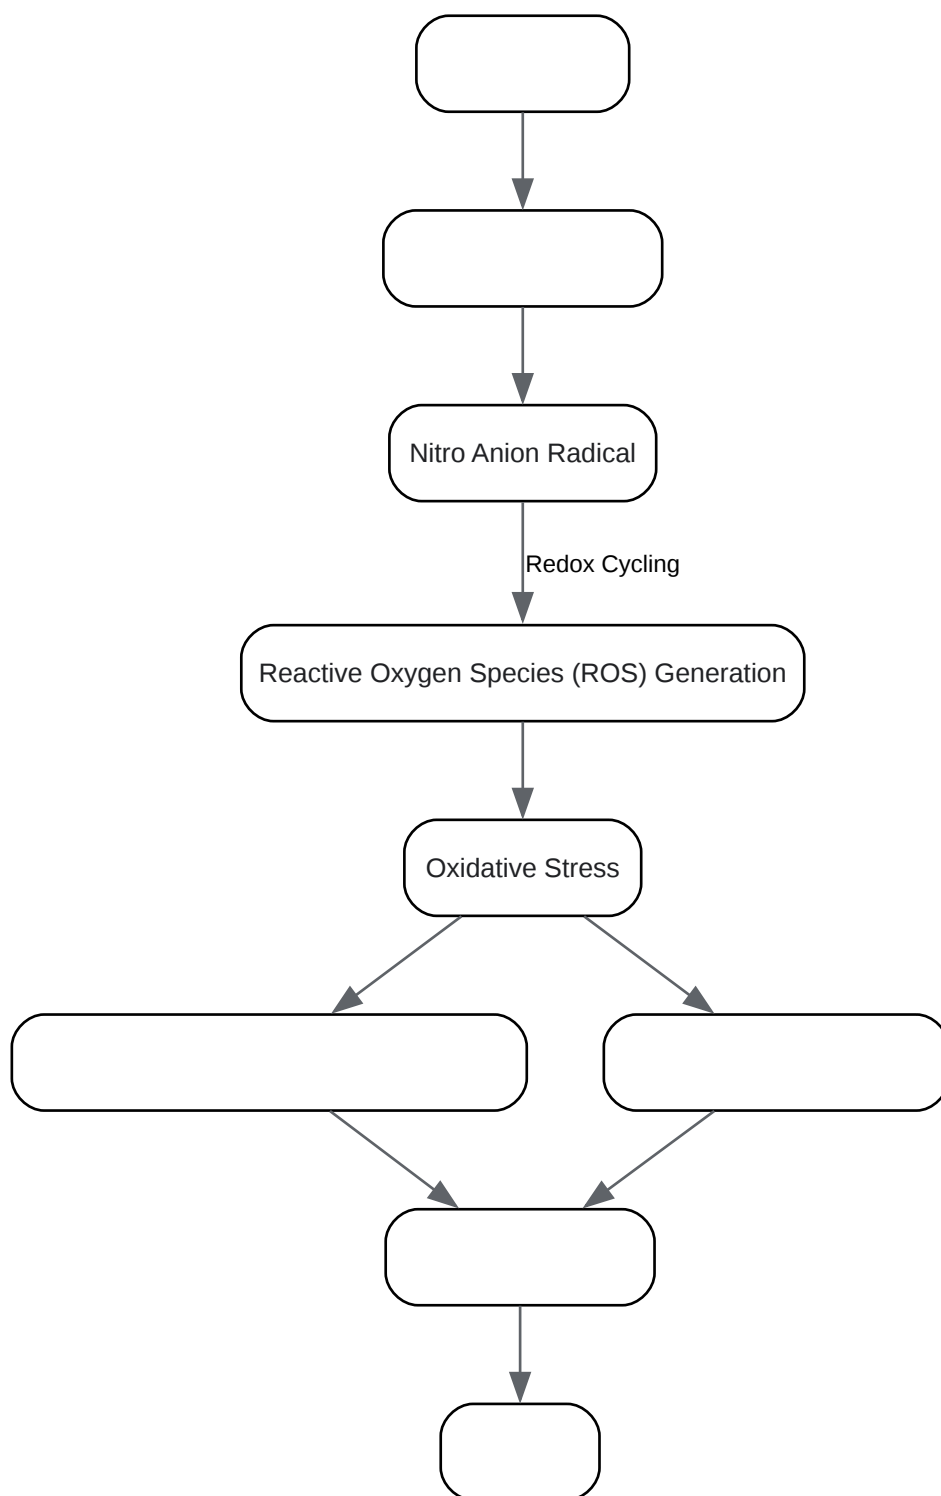 Nitro Anion Radical
Redox Cycling
Reactive Oxygen Species (ROS) Generation
Oxidative Stress